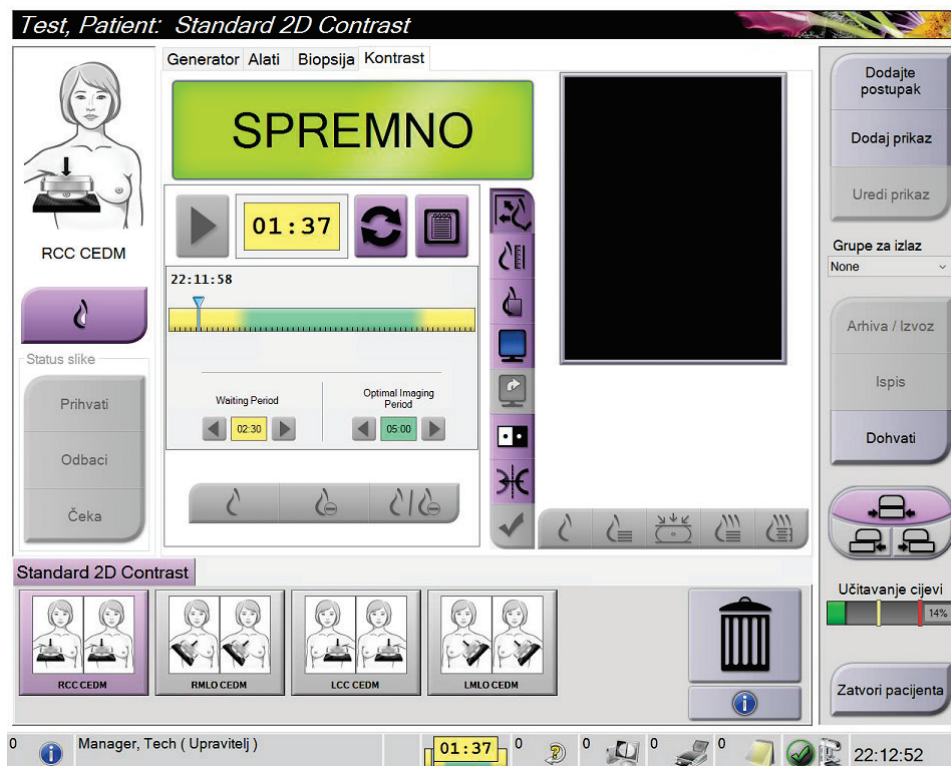 Test, Patient: Standard 2D Contrast
Generator Alati Biopsija Kontrast
SPREMNO
01:37
22:11:58
Waiting Period
02:30
Optimal Imaging
Period
05:00
RCC CEDM
Status slike
Prihvati
Odbaci
Čeka
Dodajte
postupak
Dodaj prikaz
Uredi prikaz
Grupe za izlaz
None
Arhiva / Izvoz
Ispis
Dohvati
Učitavanje cijevi
14%
Zatvori pacijenta
Standard 2D Contrast
RCC CEDM
RMLO CEDM
LCC CEDM
LMLO CEDM
0 Manager, Tech ( Upravitelj ) 01:37 0 0 0 0 22:12:52